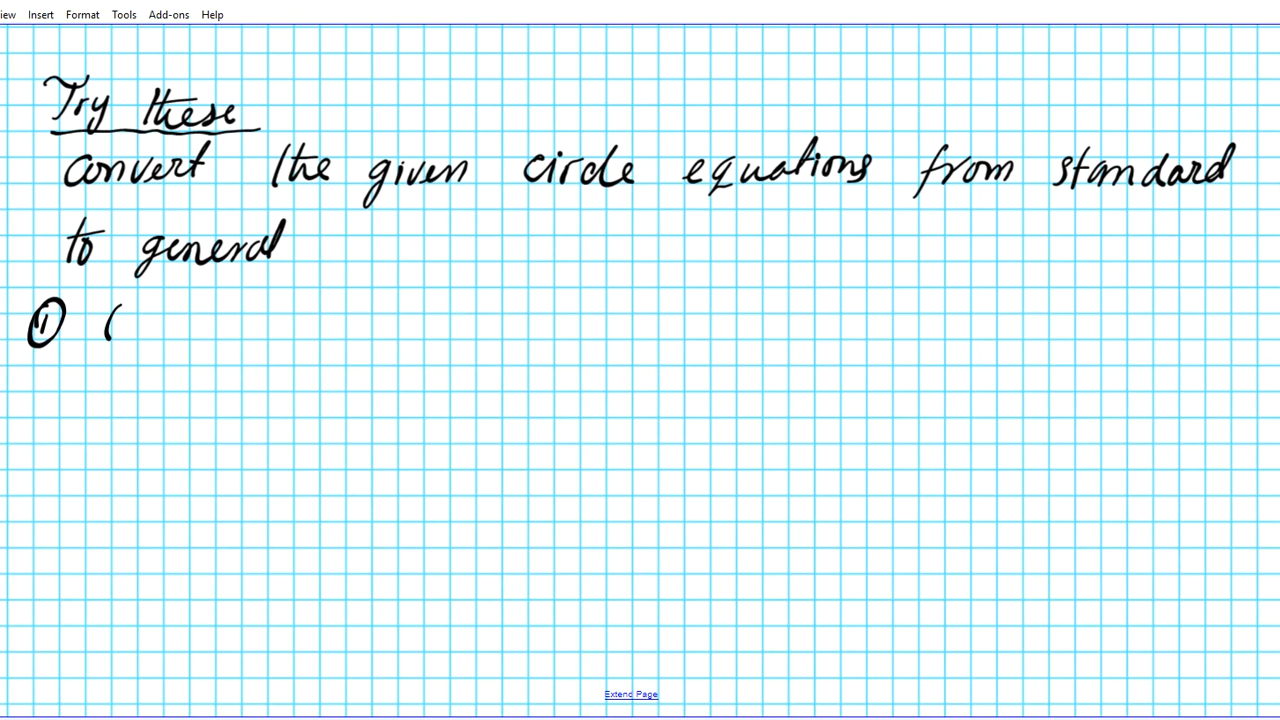 iew Insert Format Tools Add-ons Help
Try these
convert the given circle equations from standard
to general
① (
Extend Page